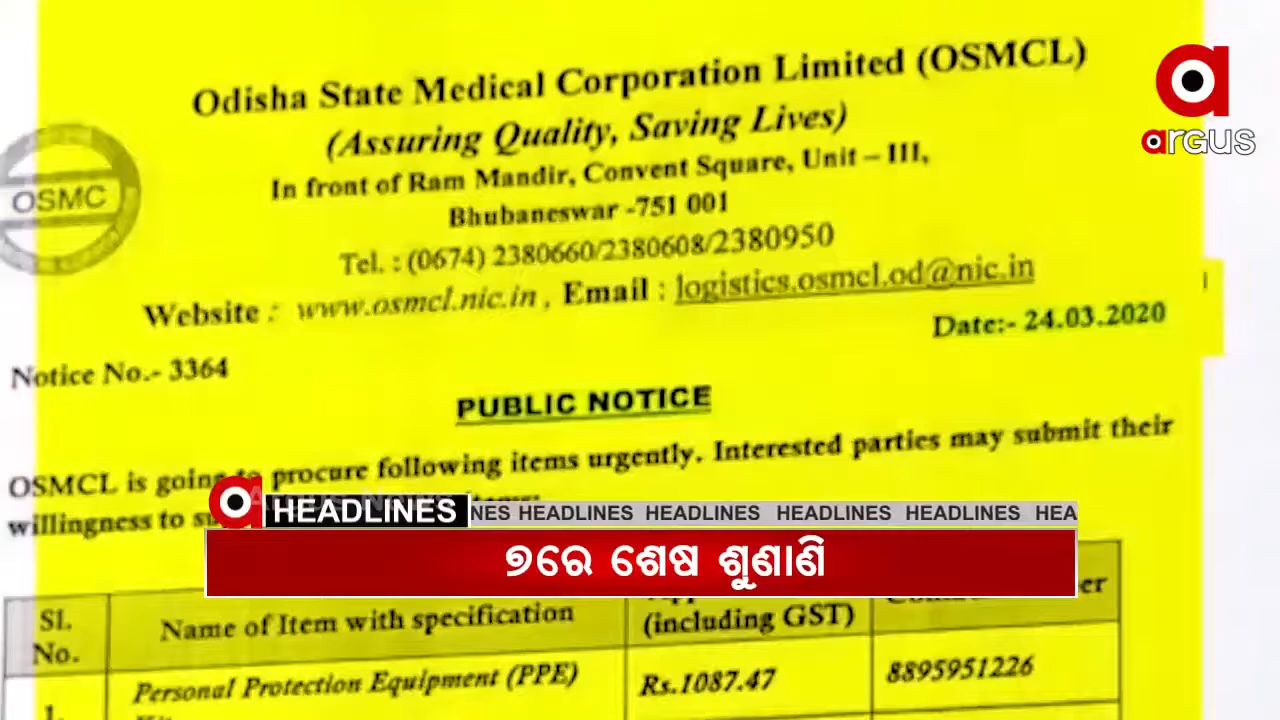 Odisha State Medical Corporation Limited (OSMCL)
(Assuring Quality, Saving Lives)
In front of Ram Mandir, Convent Square, Unit – III,
Bhubaneswar -751 001
Tel. : (0674) 2380660/2380608/2380950
Website : www.osmcl.nic.in, Email : logistics.osmcl.od@nic.in
Date:- 24.03.2020
Notice No.- 3364
PUBLIC NOTICE
OSMCL is going to procure following items urgently. Interested parties may submit their
willingness to
OSMC
argus
HEADLINES
HEADLINES HEADLINES HEADLINES HEADLINES
୭ରେ ଶେଷ ଶୁଣାଣି
Sl. No.
Name of Item with specification
(including GST)
1.
Personal Protection Equipment (PPE)
Rs.1087.47
8895951226